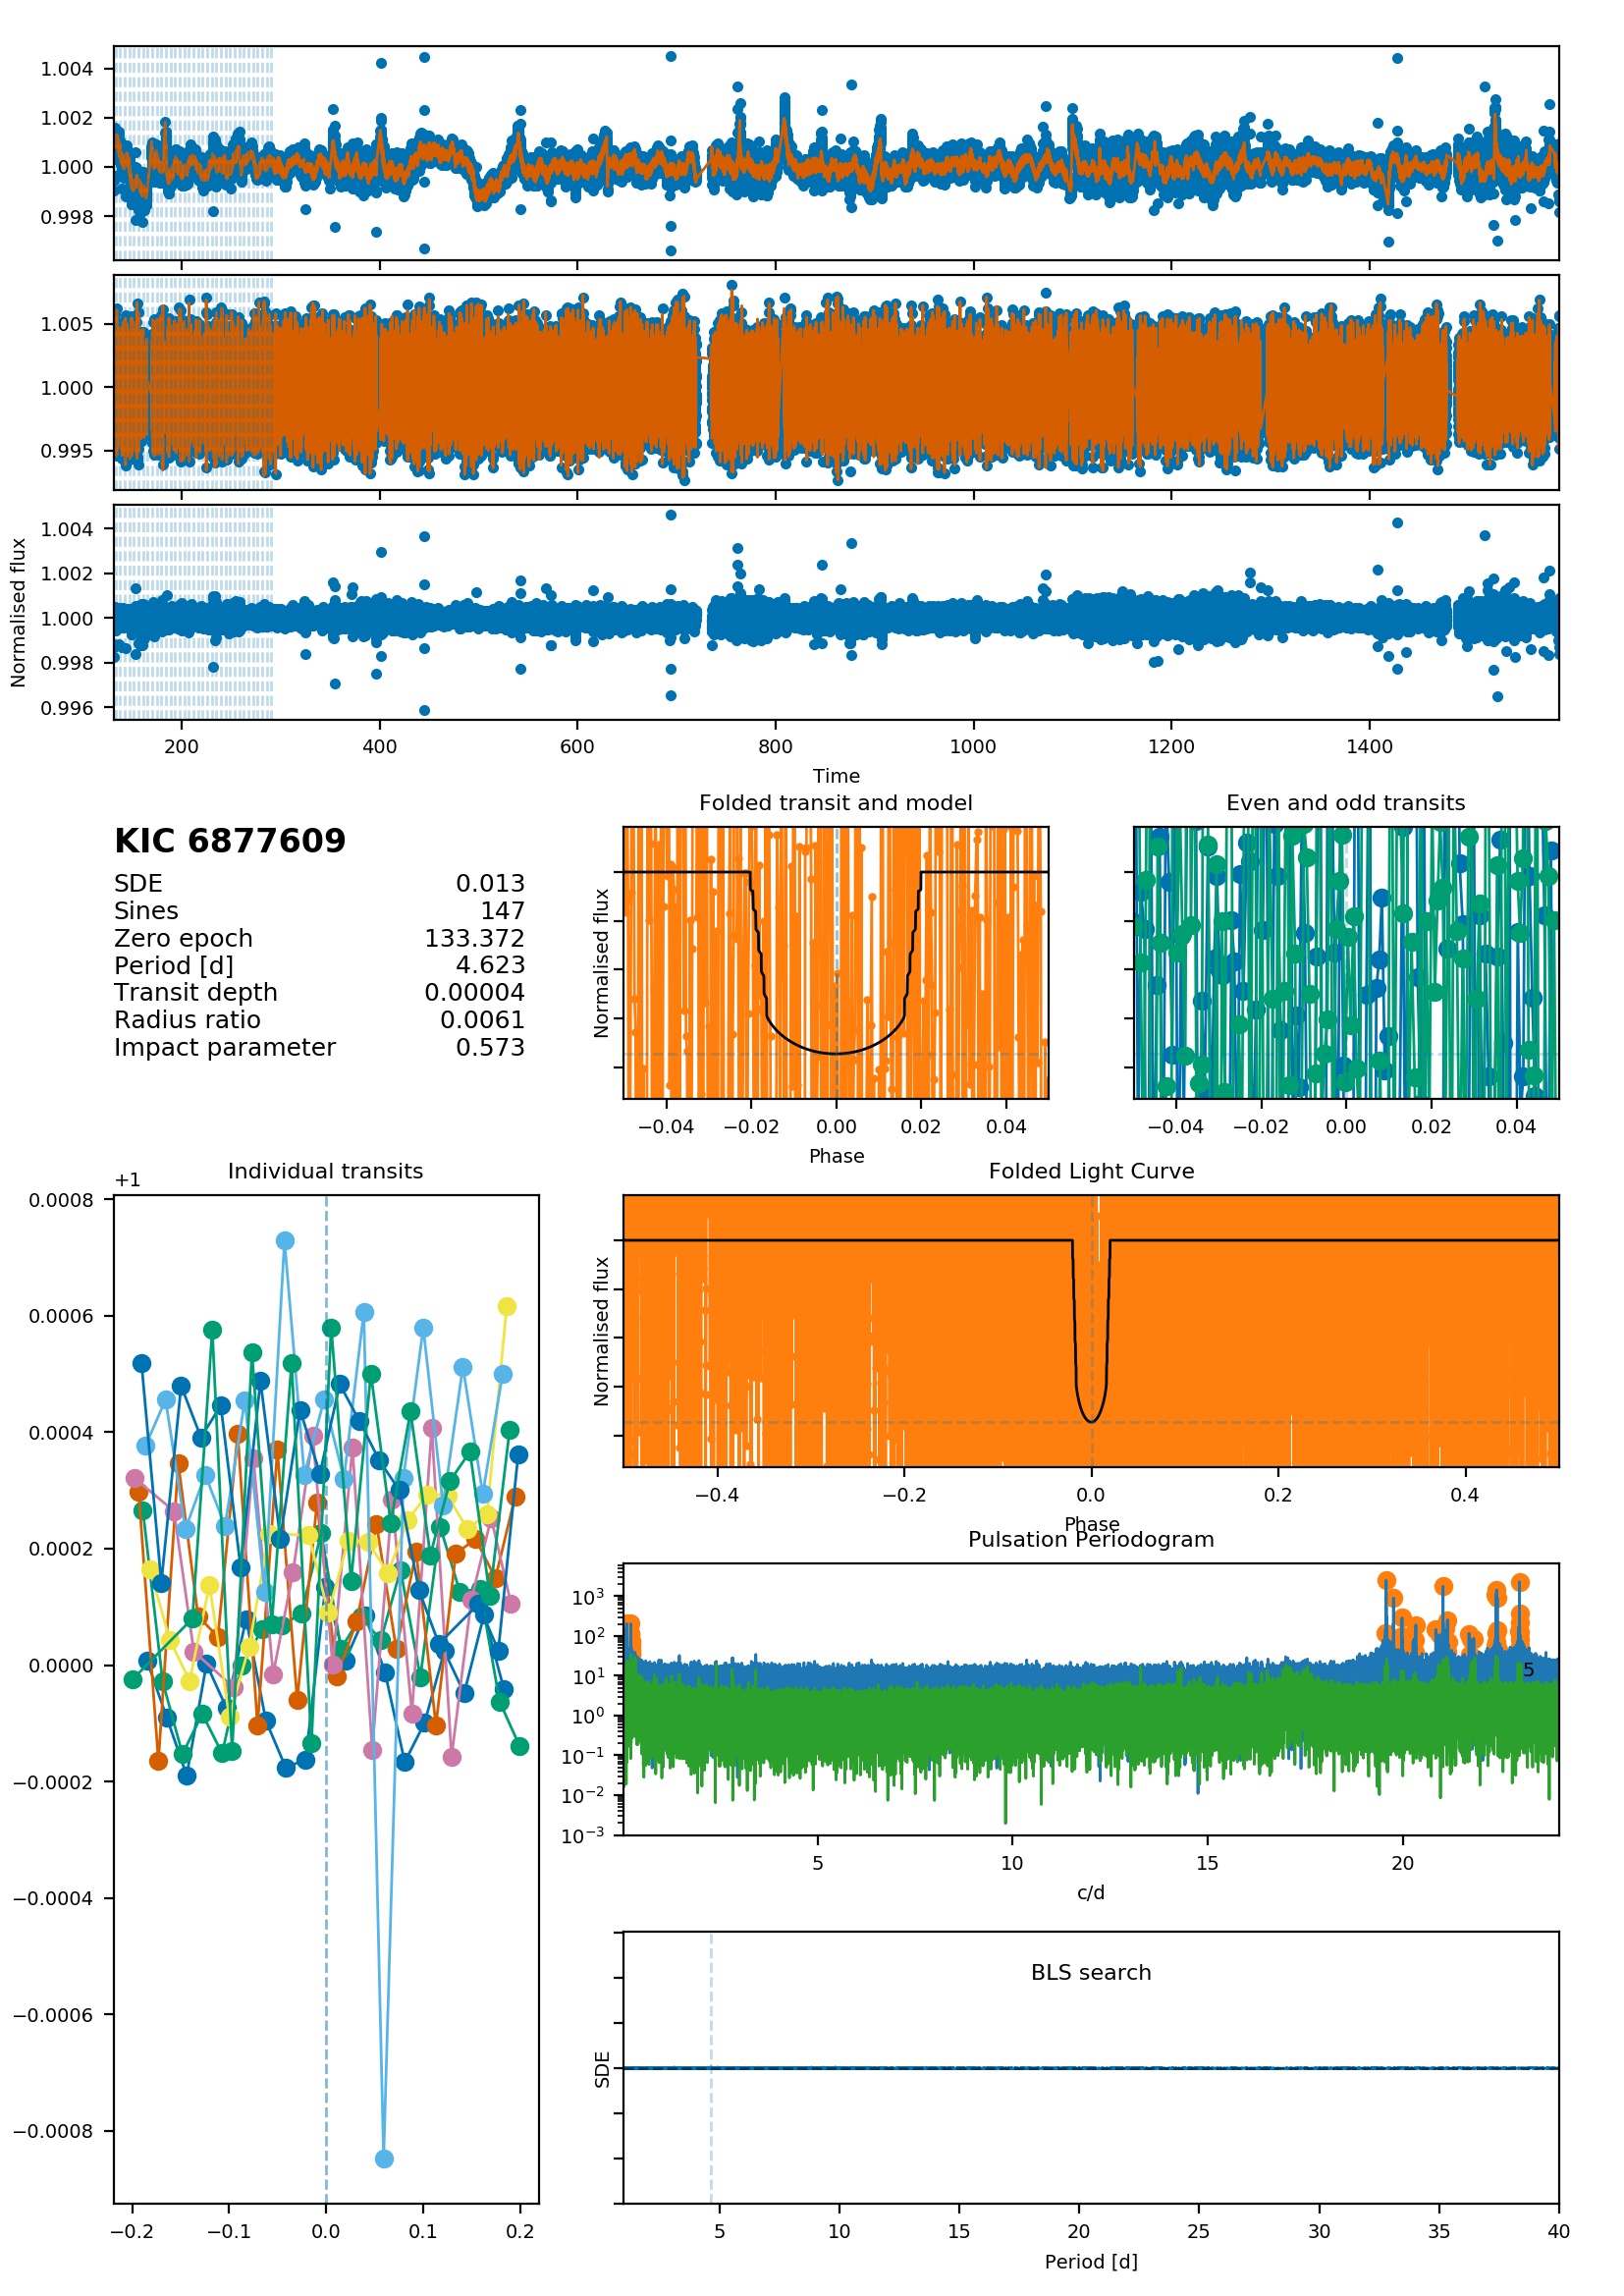 1.004
1.002
1.000
0.998
1.005
1.000
0.995
1.004
1.002
1.000
0.998
0.996
Normalised flux
200 400 600 800 1000 1200 1400
Time
KIC 6877609
SDE 0.013
Sines 147
Zero epoch 133.372
Period [d] 4.623
Transit depth 0.00004
Radius ratio 0.0061
Impact parameter 0.573
Folded transit and model
Normalised flux
−0.04 −0.02 0.00 0.02 0.04
Phase
Even and odd transits
−0.04 −0.02 0.00 0.02 0.04
Individual transits
+1
0.0008
0.0006
0.0004
0.0002
0.0000
−0.0002
−0.0004
−0.0006
−0.0008
−0.2 −0.1 0.0 0.1 0.2
Folded Light Curve
Normalised flux
−0.4 −0.2 0.0 0.2 0.4
Phase
Pulsation Periodogram
10³
10²
10¹
10⁰
10⁻¹
10⁻²
10⁻³
5
5 10 15 20
c/d
BLS search
SDE
5 10 15 20 25 30 35 40
Period [d]